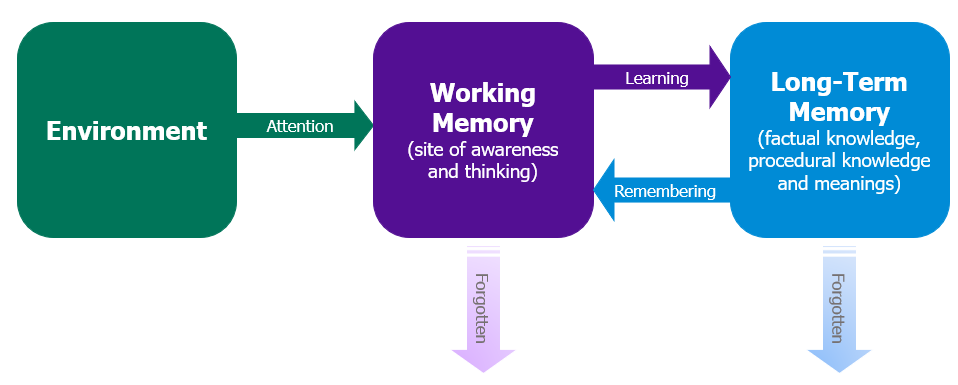 Environment
Attention
Working
Memory
(site of awareness
and thinking)
Learning
Remembering
Long-Term
Memory
(factual knowledge,
procedural knowledge
and meanings)
Forgotten
Forgotten